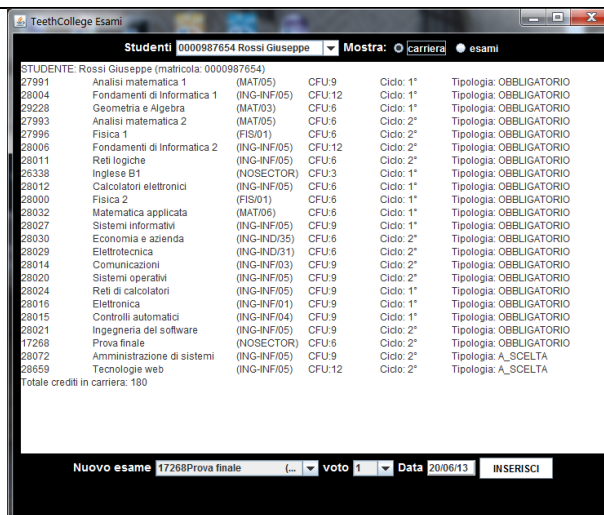 TeethCollege Esami
Studenti 0000987654 Rossi Giuseppe Mostra: carriera esami
STUDENTE: Rossi Giuseppe (matricola: 0000987654)
27991 Analisi matematica 1 (MAT/05) CFU:9 Ciclo: 1° Tipologia: OBBLIGATORIO
28004 Fondamenti di Informatica 1 (ING-INF/05) CFU:12 Ciclo: 1° Tipologia: OBBLIGATORIO
29228 Geometria e Algebra (MAT/03) CFU:6 Ciclo: 1° Tipologia: OBBLIGATORIO
27993 Analisi matematica 2 (MAT/05) CFU:6 Ciclo: 2° Tipologia: OBBLIGATORIO
27996 Fisica 1 (FIS/01) CFU:6 Ciclo: 2° Tipologia: OBBLIGATORIO
28006 Fondamenti di Informatica 2 (ING-INF/05) CFU:12 Ciclo: 2° Tipologia: OBBLIGATORIO
28011 Reti logiche (ING-INF/05) CFU:6 Ciclo: 2° Tipologia: OBBLIGATORIO
26338 Inglese B1 (NOSECTOR) CFU:3 Ciclo: 1° Tipologia: OBBLIGATORIO
28012 Calcolatori elettronici (ING-INF/05) CFU:6 Ciclo: 1° Tipologia: OBBLIGATORIO
28000 Fisica 2 (FIS/01) CFU:6 Ciclo: 1° Tipologia: OBBLIGATORIO
28032 Matematica applicata (MAT/06) CFU:6 Ciclo: 1° Tipologia: OBBLIGATORIO
28027 Sistemi informativi (ING-INF/05) CFU:9 Ciclo: 1° Tipologia: OBBLIGATORIO
28030 Economia e azienda (ING-IND/35) CFU:6 Ciclo: 2° Tipologia: OBBLIGATORIO
28029 Elettrotecnica (ING-IND/31) CFU:6 Ciclo: 2° Tipologia: OBBLIGATORIO
28014 Comunicazioni (ING-INF/03) CFU:9 Ciclo: 2° Tipologia: OBBLIGATORIO
28020 Sistemi operativi (ING-INF/05) CFU:9 Ciclo: 2° Tipologia: OBBLIGATORIO
28024 Reti di calcolatori (ING-INF/05) CFU:9 Ciclo: 1° Tipologia: OBBLIGATORIO
28016 Elettronica (ING-INF/01) CFU:9 Ciclo: 1° Tipologia: OBBLIGATORIO
28015 Controlli automatici (ING-INF/04) CFU:9 Ciclo: 1° Tipologia: OBBLIGATORIO
28021 Ingegneria del software (ING-INF/05) CFU:9 Ciclo: 2° Tipologia: OBBLIGATORIO
17268 Prova finale (NOSECTOR) CFU:6 Ciclo: 2° Tipologia: OBBLIGATORIO
28072 Amministrazione di sistemi (ING-INF/05) CFU:9 Ciclo: 2° Tipologia: A_SCELTA
28659 Tecnologie web (ING-INF/05) CFU:12 Ciclo: 2° Tipologia: A_SCELTA
Totale crediti in carriera: 180
Nuovo esame 17268Prova finale (... voto 1 Data 20/06/13 INSERISCI